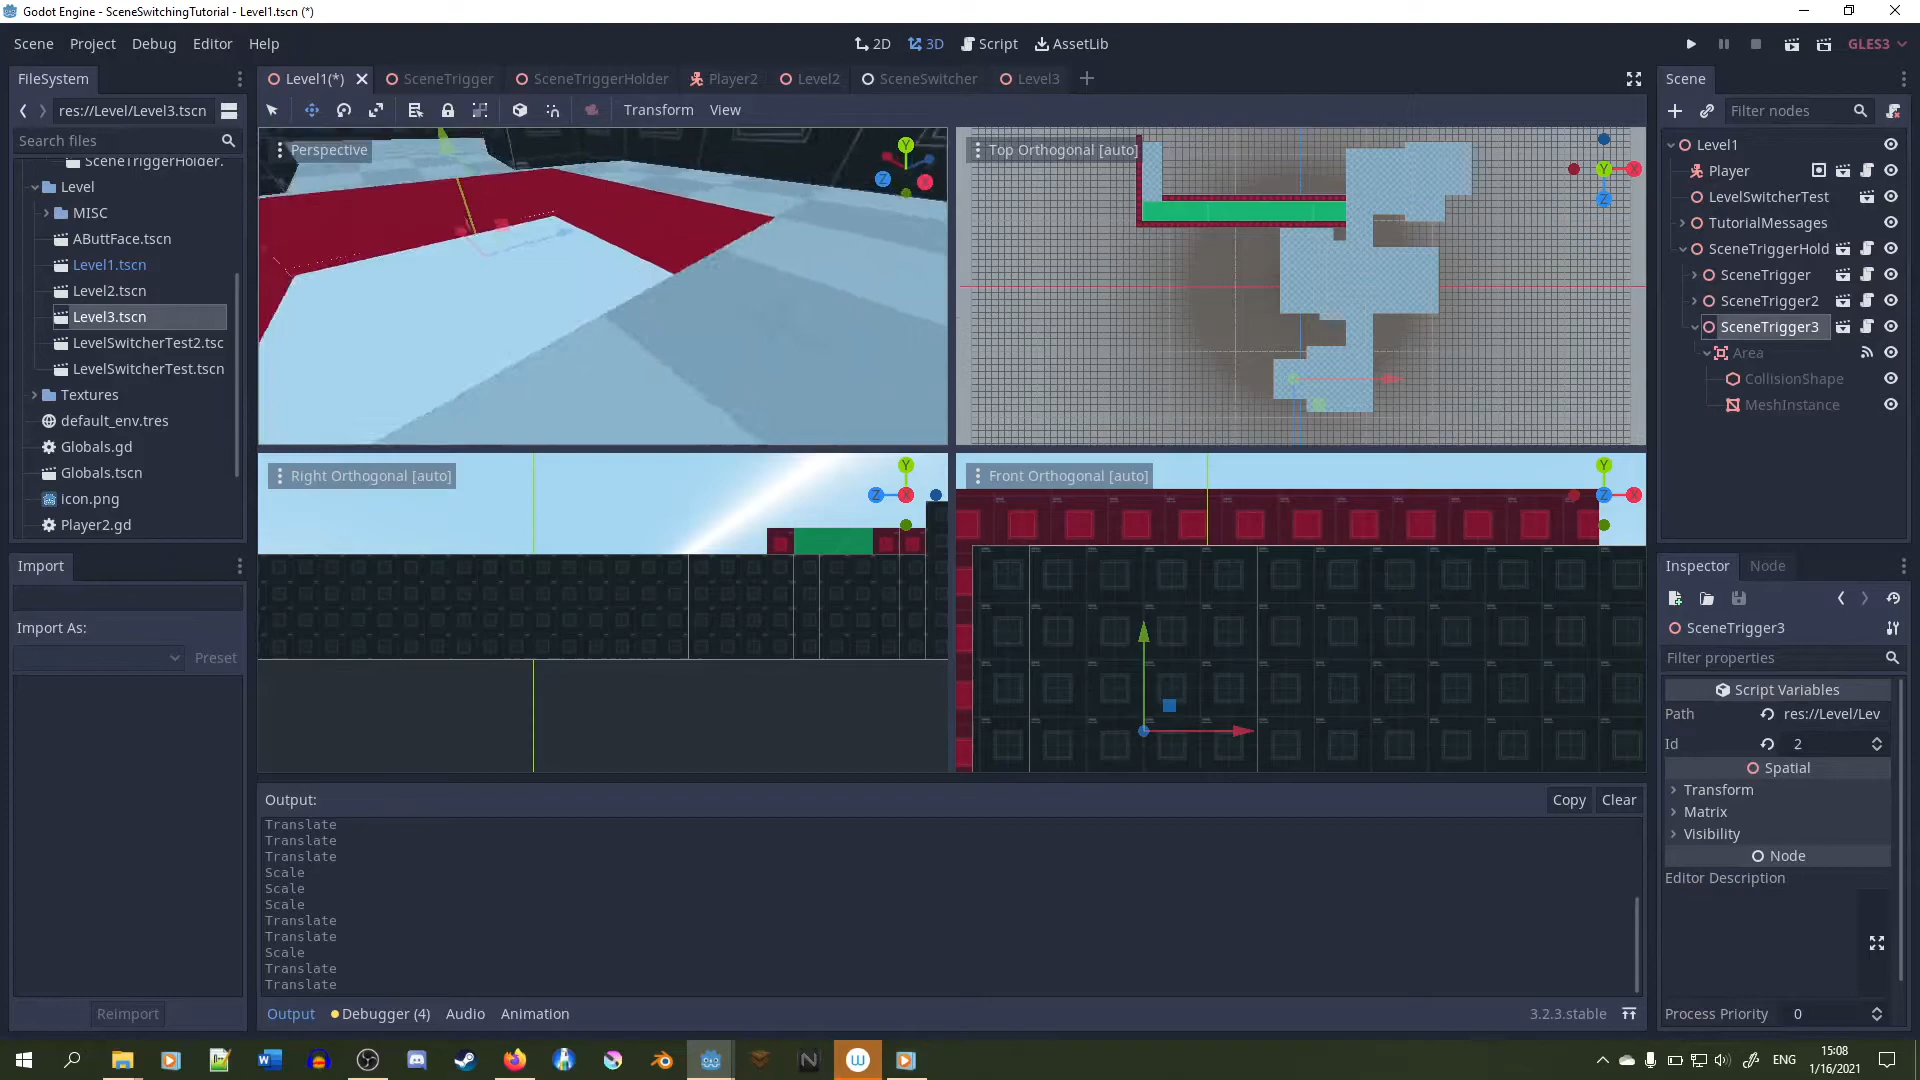 Godot Engine - SceneSwitchingTutorial - Level1.tscn (*)
Scene Project Debug Editor Help
2D 3D Script AssetLib
GLES3
FileSystem
res://Level/Level3.tscn
Search files
SceneTriggerHolder.
Level
MISC
AButtFace.tscn
Level1.tscn
Level2.tscn
Level3.tscn
LevelSwitcherTest2.tsc
LevelSwitcherTest.tscn
Textures
default_env.tres
Globals.gd
Globals.tscn
icon.png
Player2.gd
Import
Import As:
Preset
Reimport
Level1(*) SceneTrigger SceneTriggerHolder Player2 Level2 SceneSwitcher Level3
Transform View
Perspective
Y
Z
X
Top Orthogonal [auto]
Y
X
Z
Right Orthogonal [auto]
Y
Z
X
Front Orthogonal [auto]
Y
Z
X
Output:
Copy Clear
Translate
Translate
Translate
Scale
Scale
Scale
Translate
Translate
Scale
Translate
Translate
Output Debugger (4) Audio Animation
3.2.3.stable
Scene
Filter nodes
Level1
Player
LevelSwitcherTest
TutorialMessages
SceneTriggerHold
SceneTrigger
SceneTrigger2
SceneTrigger3
Area
CollisionShape
MeshInstance
Inspector Node
SceneTrigger3
Filter properties
Script Variables
Path res://Level/Lev
Id 2
Spatial
Transform
Matrix
Visibility
Node
Editor Description
Process Priority 0
ENG
15:08
1/16/2021